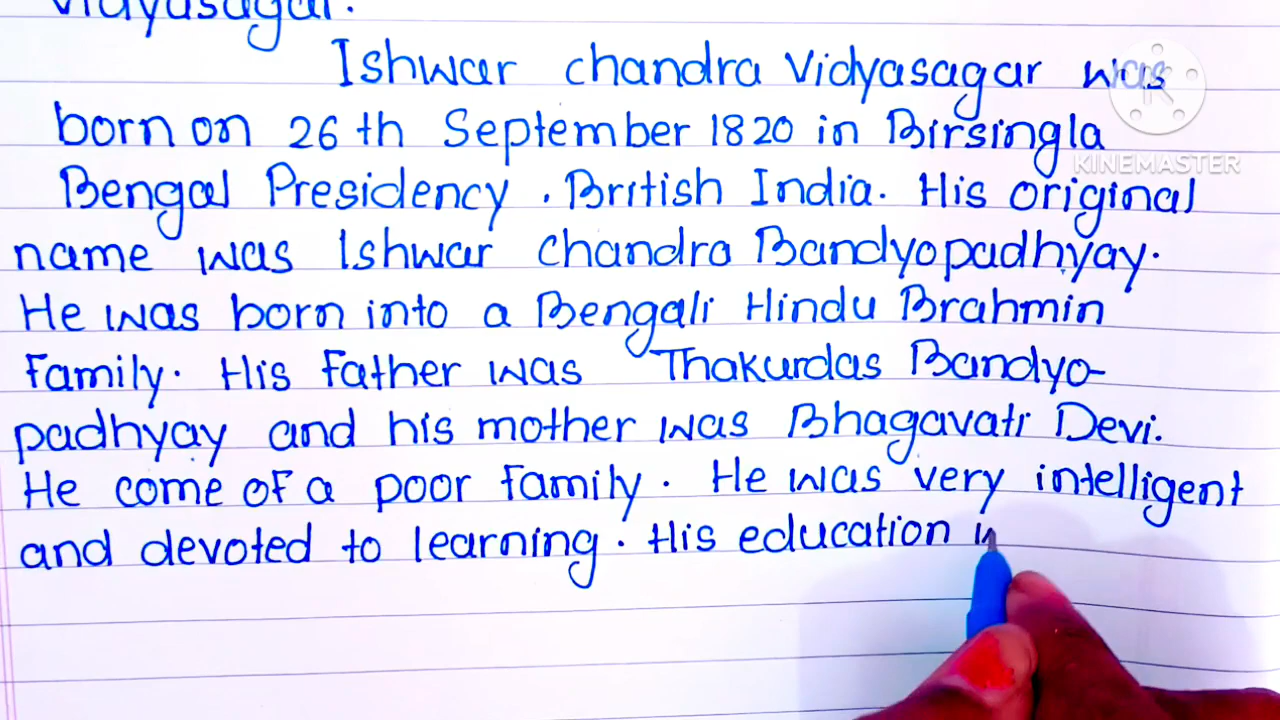 Vidyasagar.
Ishwar chandra Vidyasagar was
born on 26 th September 1820 in Birsingla
Bengal Presidency . British India. His original
name was Ishwar chandra Bandyopadhyay.
He was born into a Bengali Hindu Brahmin
Family. His Father was Thakurdas Bandyo-
padhyay and his mother was Bhagavati Devi.
He come of a poor family. He was very intelligent
and devoted to learning. His education
KINEMASTER